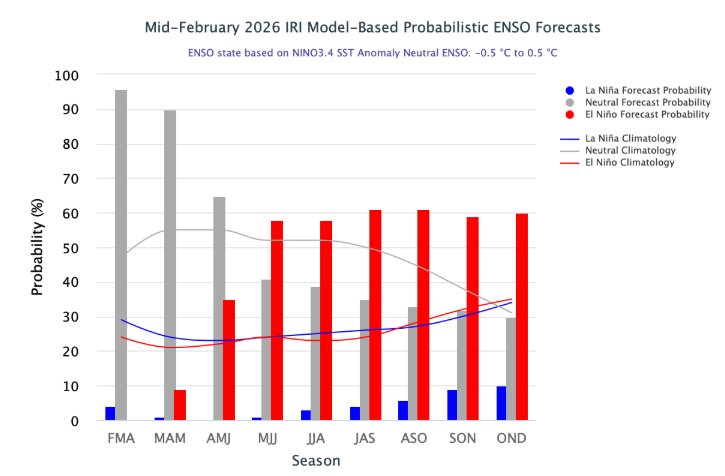 Mid-February 2026 IRI Model-Based Probabilistic ENSO Forecasts
ENSO state based on NINO3.4 SST Anomaly Neutral ENSO: -0.5 °C to 0.5 °C
Probability (%)
100
90
80
70
60
50
40
30
20
10
0
FMA MAM AMJ MJJ JJA JAS ASO SON OND
Season
La Niña Forecast Probability
Neutral Forecast Probability
El Niño Forecast Probability
La Niña Climatology
Neutral Climatology
El Niño Climatology